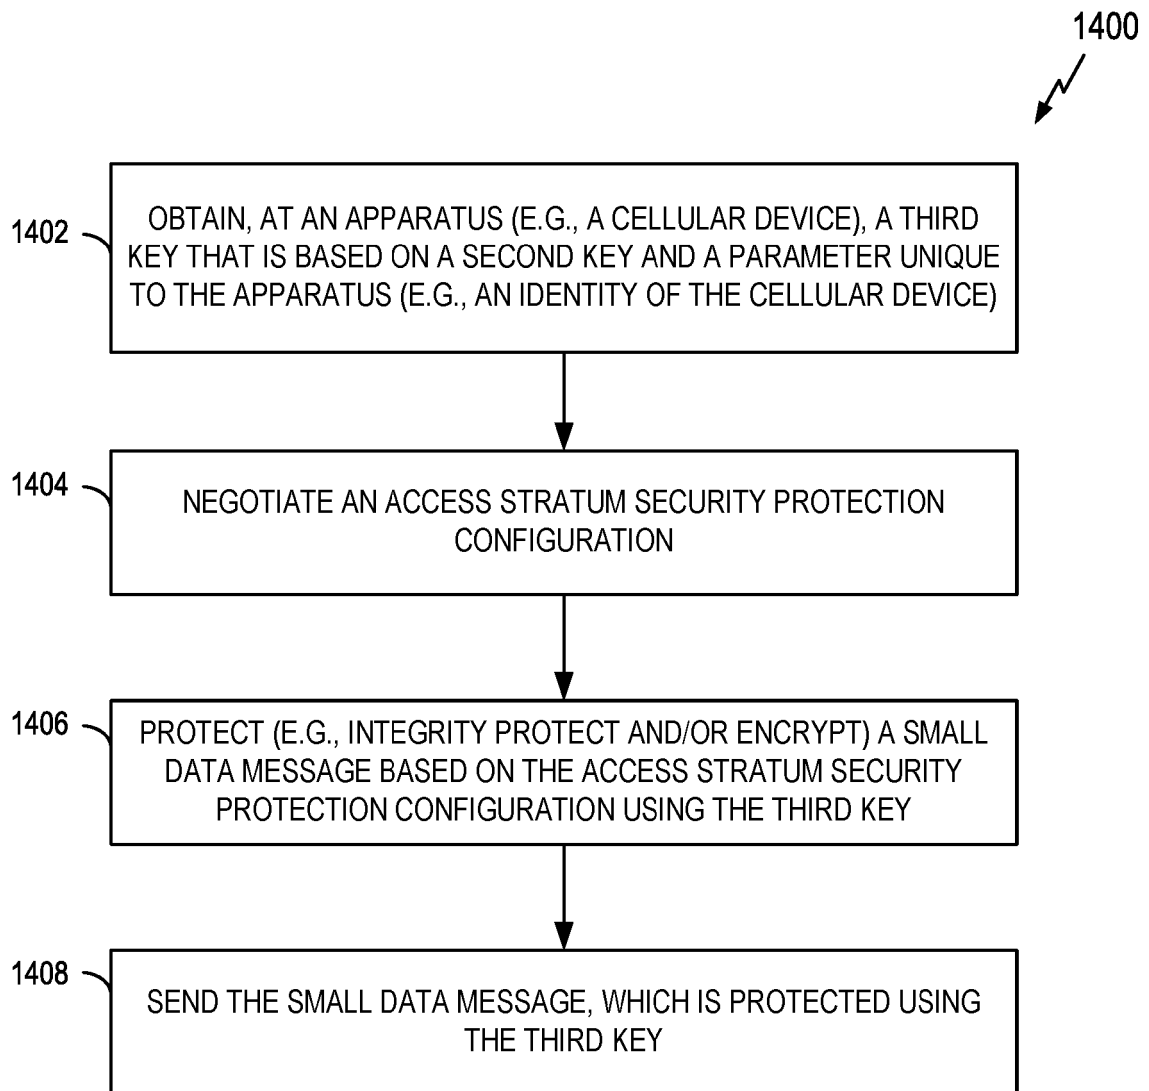 1400
1402
OBTAIN, AT AN APPARATUS (E.G., A CELLULAR DEVICE), A THIRD
KEY THAT IS BASED ON A SECOND KEY AND A PARAMETER UNIQUE
TO THE APPARATUS (E.G., AN IDENTITY OF THE CELLULAR DEVICE)
1404
NEGOTIATE AN ACCESS STRATUM SECURITY PROTECTION
CONFIGURATION
1406
PROTECT (E.G., INTEGRITY PROTECT AND/OR ENCRYPT) A SMALL
DATA MESSAGE BASED ON THE ACCESS STRATUM SECURITY
PROTECTION CONFIGURATION USING THE THIRD KEY
1408
SEND THE SMALL DATA MESSAGE, WHICH IS PROTECTED USING
THE THIRD KEY